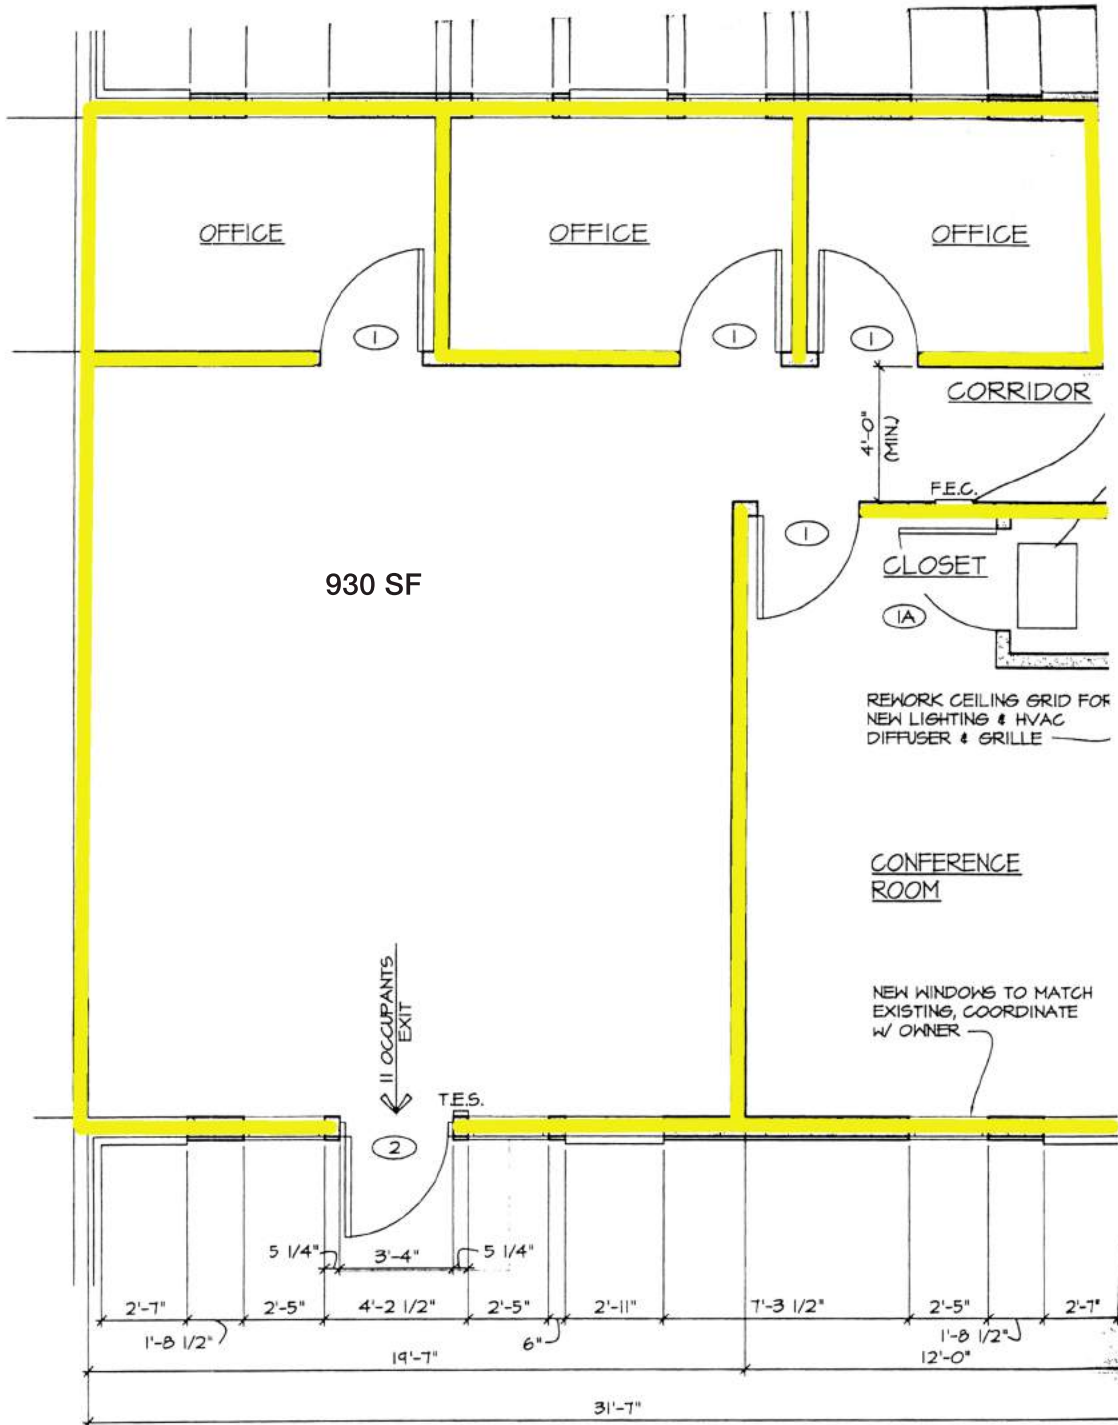 OFFICE
OFFICE
OFFICE
1
1
1
CORRIDOR
4'-0"
(MIN.)
F.E.C.
1
CLOSET
1A
930 SF
REWORK CEILING GRID FOR
NEW LIGHTING & HVAC
DIFFUSER & GRILLE
CONFERENCE
ROOM
11 OCCUPANTS
EXIT
NEW WINDOWS TO MATCH
EXISTING, COORDINATE
W/ OWNER
T.E.S.
2
5 1/4"
3'-4"
5 1/4"
2'-7"
2'-5"
4'-2 1/2"
2'-5"
2'-11"
7'-3 1/2"
2'-5"
2'-7"
1'-8 1/2"
6"
1'-8 1/2"
19'-7"
12'-0"
31'-7"